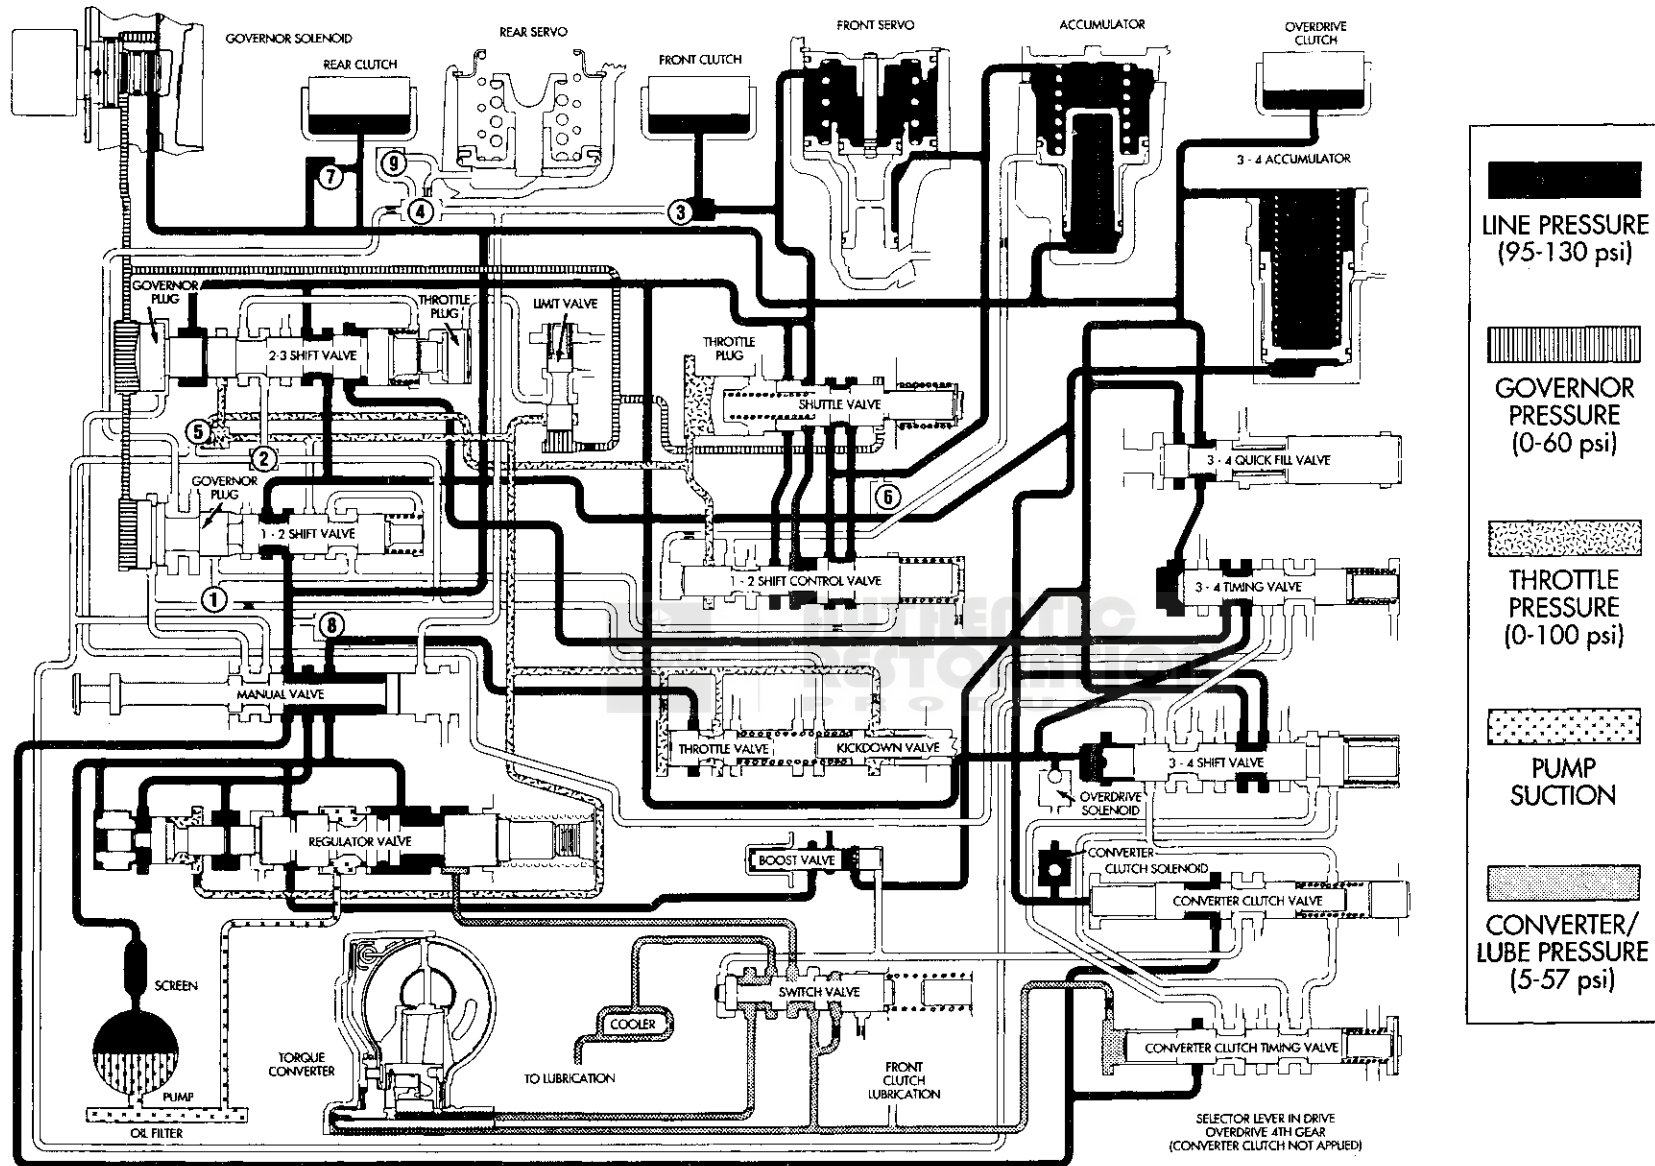 GOVERNOR SOLENOID
REAR CLUTCH
REAR SERVO
FRONT CLUTCH
FRONT SERVO
ACCUMULATOR
OVERDRIVE
CLUTCH
3 - 4 ACCUMULATOR
7
9
4
3
GOVERNOR
PLUG
THROTTLE
PLUG
LIMIT VALVE
2-3 SHIFT VALVE
THROTTLE
PLUG
SHUTTLE VALVE
5
2
3 - 4 QUICK FILL VALVE
GOVERNOR
PLUG
6
1 - 2 SHIFT VALVE
1 - 2 SHIFT CONTROL VALVE
3 - 4 TIMING VALVE
1
8
AUTHENTIC
RESTORATION
PRODUCT
MANUAL VALVE
THROTTLE VALVE
KICKDOWN VALVE
3 - 4 SHIFT VALVE
OVERDRIVE
SOLENOID
REGULATOR VALVE
BOOST VALVE
CONVERTER
CLUTCH SOLENOID
CONVERTER CLUTCH VALVE
SCREEN
SWITCH VALVE
COOLER
TORQUE
CONVERTER
TO LUBRICATION
FRONT
CLUTCH
LUBRICATION
CONVERTER CLUTCH TIMING VALVE
PUMP
OIL FILTER
SELECTOR LEVER IN DRIVE
OVERDRIVE 4TH GEAR
(CONVERTER CLUTCH NOT APPLIED)
LINE PRESSURE
(95-130 psi)
GOVERNOR
PRESSURE
(0-60 psi)
THROTTLE
PRESSURE
(0-100 psi)
PUMP
SUCTION
CONVERTER/
LUBE PRESSURE
(5-57 psi)